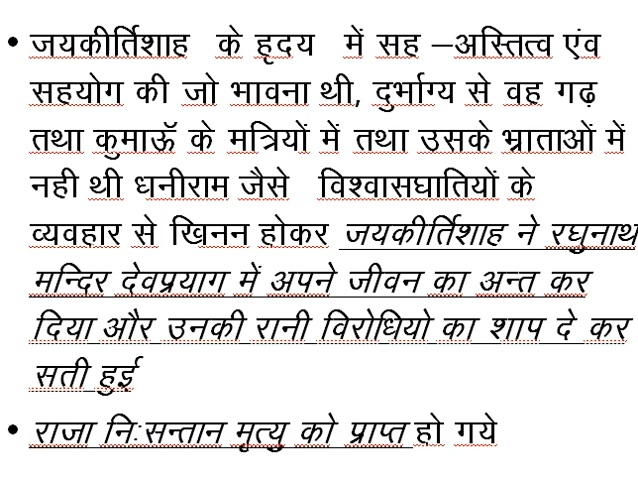 • जयकीर्तिशाह के हृदय में सह –अस्तित्व एंव
सहयोग की जो भावना थी, दुर्भाग्य से वह गढ़
तथा कुमाऊॅ के मत्रियों में तथा उसके भ्राताओं में
नही थी धनीराम जैसे विश्वासघातियों के
व्यवहार से खिनन होकर जयकीर्तिशाह ने रघुनाथ
मन्दिर देवप्रयाग में अपने जीवन का अन्त कर
दिया और उनकी रानी विरोधियो का शाप दे कर
सती हुई
• राजा नि:सन्तान मृत्यु को प्राप्त हो गये